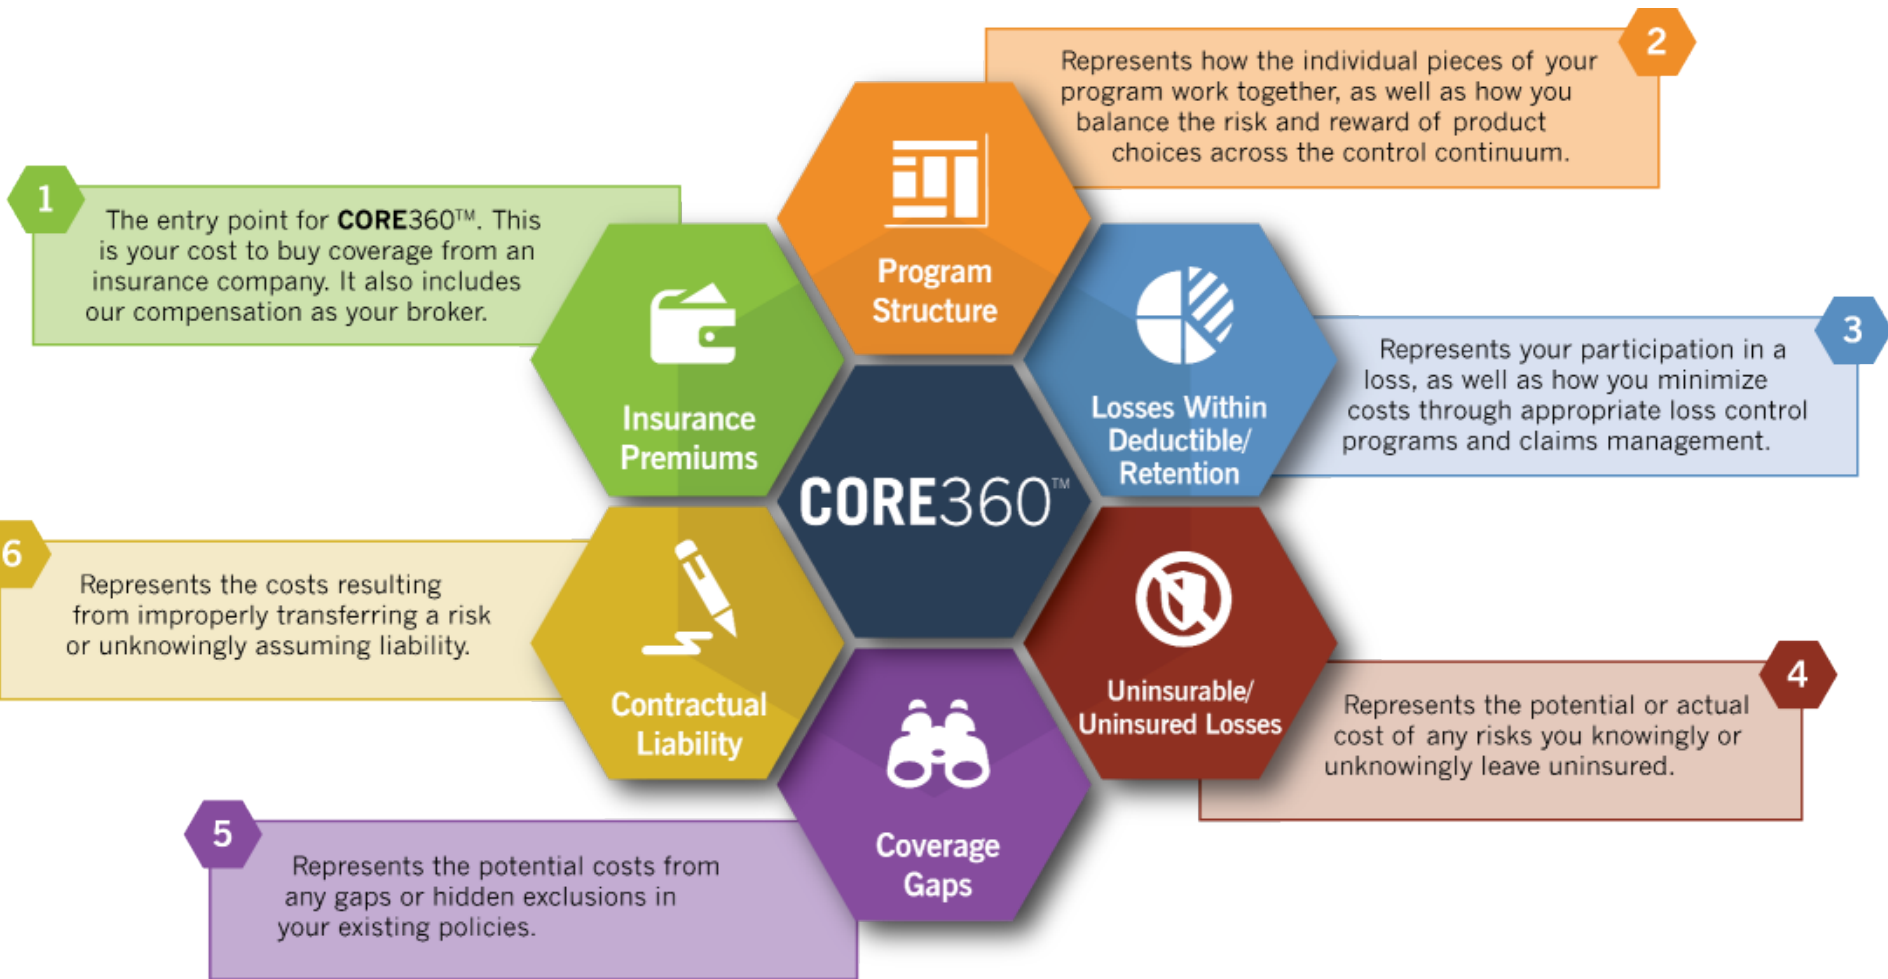 1
The entry point for CORE360™. This
is your cost to buy coverage from an
insurance company. It also includes
our compensation as your broker.
Insurance
Premiums
2
Represents how the individual pieces of your
program work together, as well as how you
balance the risk and reward of product
choices across the control continuum.
Program
Structure
3
Represents your participation in a
loss, as well as how you minimize
costs through appropriate loss control
programs and claims management.
Losses Within
Deductible/
Retention
CORE360™
4
Represents the potential or actual
cost of any risks you knowingly or
unknowingly leave uninsured.
Uninsurable/
Uninsured Losses
5
Represents the potential costs from
any gaps or hidden exclusions in
your existing policies.
Coverage
Gaps
6
Represents the costs resulting
from improperly transferring a risk
or unknowingly assuming liability.
Contractual
Liability